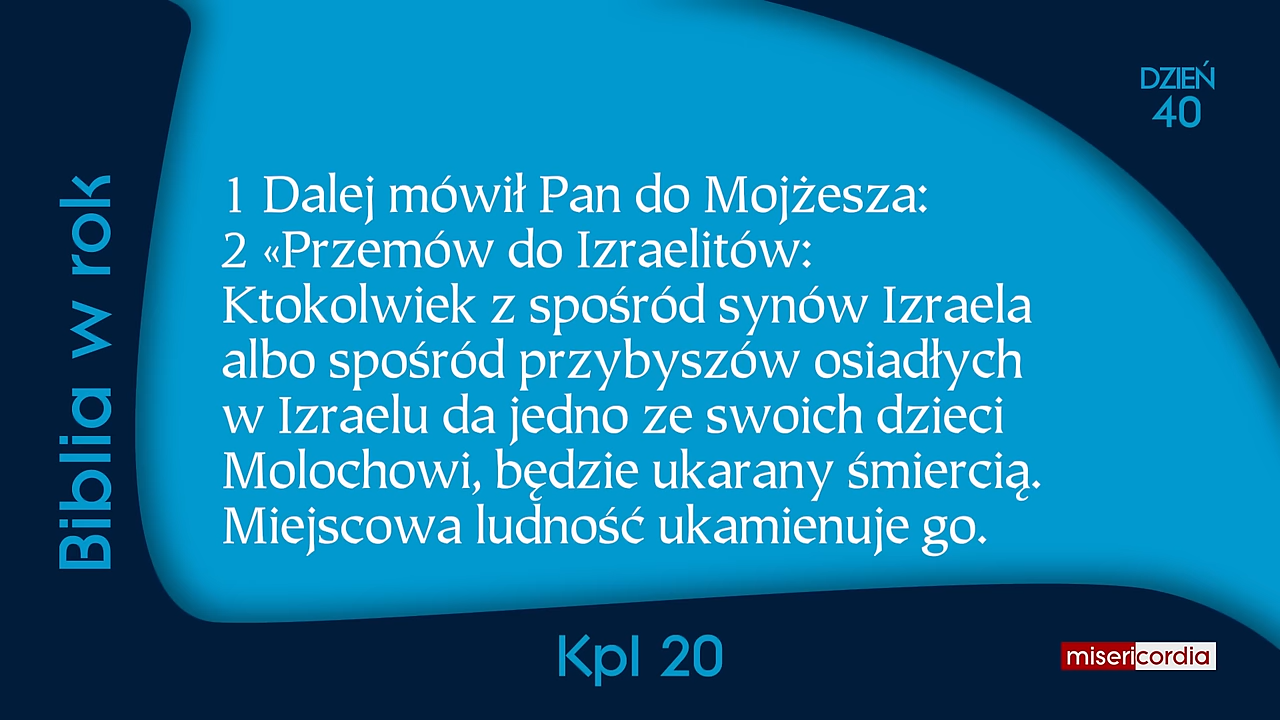 DZIEŃ
40
Biblia w rok
1 Dalej mówił Pan do Mojżesza:
2 «Przemów do Izraelitów:
Ktokolwiek z spośród synów Izraela
albo spośród przybyszów osiadłych
w Izraelu da jedno ze swoich dzieci
Molochowi, będzie ukarany śmiercią.
Miejscowa ludność ukamienuje go.
Kpl 20
misericordia